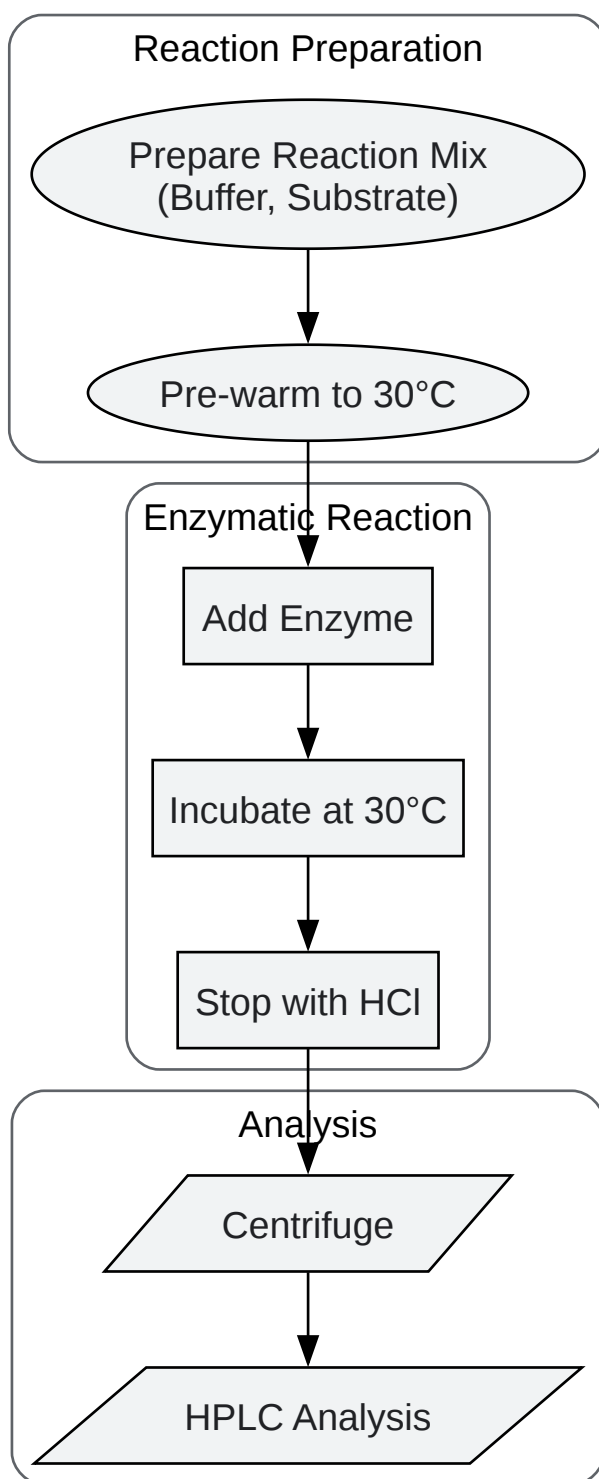 Reaction Preparation
Prepare Reaction Mix
(Buffer, Substrate)
Pre-warm to 30°C
Enzymatic Reaction
Add Enzyme
Incubate at 30°C
Stop with HCl
Analysis
Centrifuge
HPLC Analysis